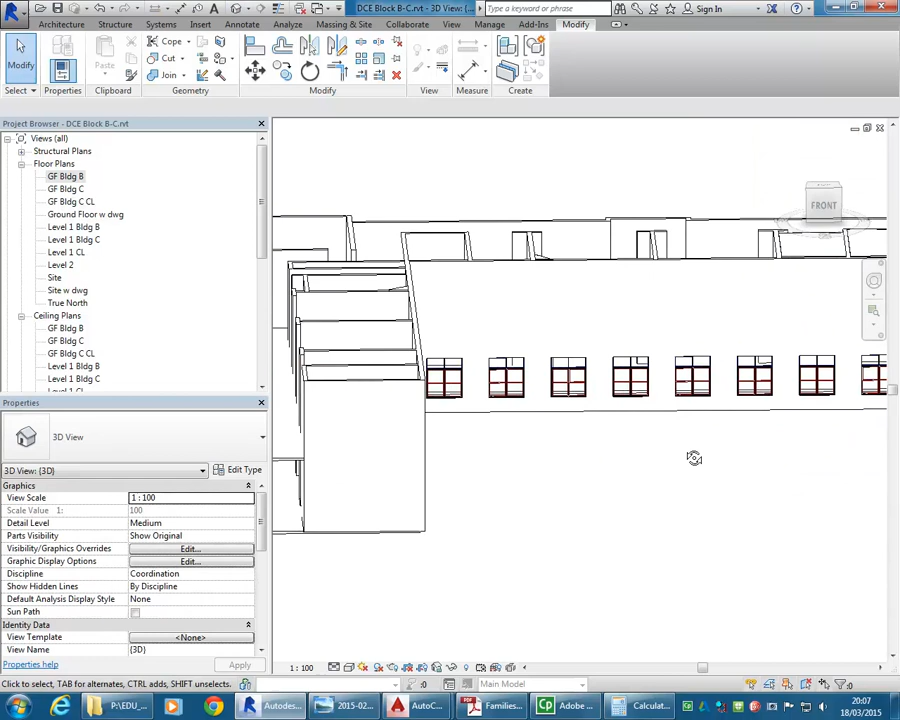 DCE Block B-C.rvt - 3D View: {...
Type a keyword or phrase
Sign In
Architecture Structure Systems Insert Annotate Analyze Massing & Site Collaborate View Manage Add-Ins Modify
Modify
Paste
Cope
Cut
Join
Select Properties Clipboard Geometry Modify View Measure Create
Project Browser - DCE Block B-C.rvt
Views (all)
Structural Plans
Floor Plans
GF Bldg B
GF Bldg C
GF Bldg C CL
Ground Floor w dwg
Level 1 Bldg B
Level 1 Bldg C
Level 1 CL
Level 2
Site
Site w dwg
True North
Ceiling Plans
GF Bldg B
GF Bldg C
GF Bldg C CL
Level 1 Bldg B
Level 1 Bldg C
Level 1 CL
FRONT
Properties
3D View
3D View: {3D}
Edit Type
Graphics
View Scale 1 : 100
Scale Value 1: 100
Detail Level Medium
Parts Visibility Show Original
Visibility/Graphics Overrides Edit...
Graphic Display Options Edit...
Discipline Coordination
Show Hidden Lines By Discipline
Default Analysis Display Style None
Sun Path
Identity Data
View Template <None>
View Name {3D}
Properties help
Apply
1 : 100
Click to select, TAB for alternates, CTRL adds, SHIFT unselects.
:0
Main Model
:0
P:\EDU_...
Autodes...
2015-02...
AutoC...
Families...
Adobe ...
Calculat...
20:07
18/03/2015